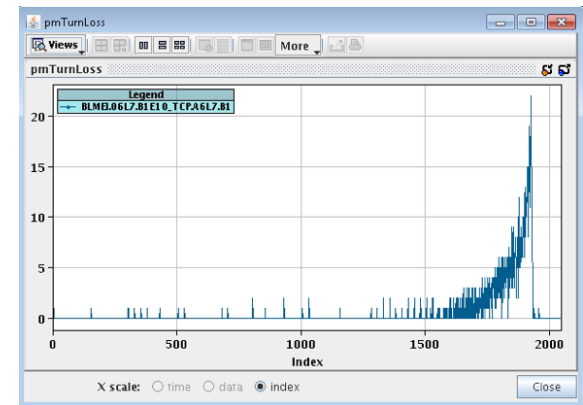 pmTurnLoss
Views More
pmTurnLoss
Legend
BLMEI.06L7.B1E10_TCP.A6L7.B1
20
15
10
5
0
0 500 1000 1500 2000
Index
X scale: time data index Close